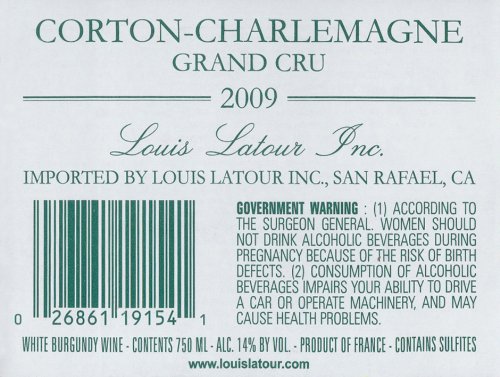 CORTON-CHARLEMAGNE
GRAND CRU
2009
Louis Latour Inc.
IMPORTED BY LOUIS LATOUR INC., SAN RAFAEL, CA
GOVERNMENT WARNING : (1) ACCORDING TO
THE SURGEON GENERAL. WOMEN SHOULD
NOT DRINK ALCOHOLIC BEVERAGES DURING
PREGNANCY BECAUSE OF THE RISK OF BIRTH
DEFECTS. (2) CONSUMPTION OF ALCOHOLIC
BEVERAGES IMPAIRS YOUR ABILITY TO DRIVE
A CAR OR OPERATE MACHINERY, AND MAY
CAUSE HEALTH PROBLEMS.
0 26861 19154 1
WHITE BURGUNDY WINE - CONTENTS 750 ML - ALC. 14% BY VOL. - PRODUCT OF FRANCE - CONTAINS SULFITES
www.louislatour.com